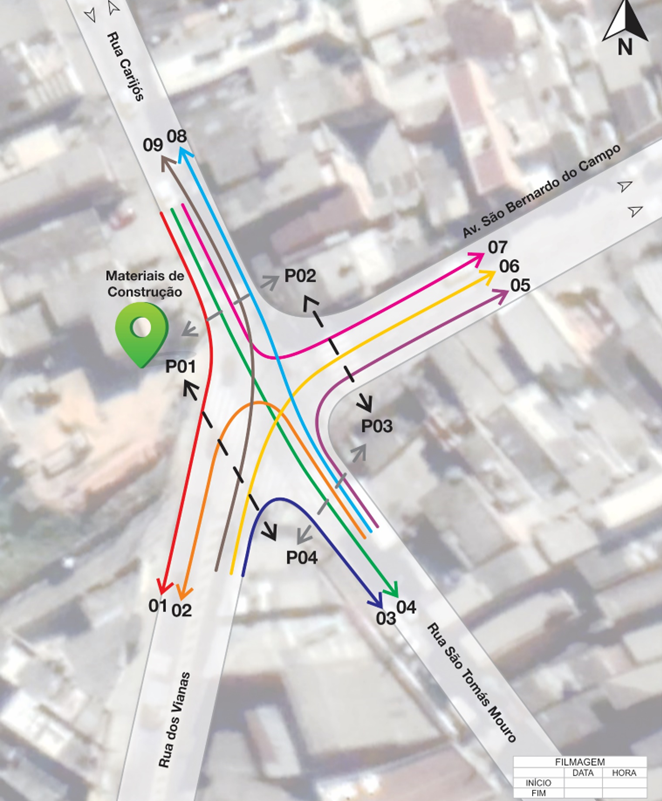 N
Rua Carijós
09 08
Av. São Bernardo do Campo
07
06
05
Materiais de
Construção
P02
P01
P03
P04
01 02
04
03
Rua dos Vianas
Rua São Tomás Mouro
FILMAGEM
DATA HORA
INÍCIO
FIM